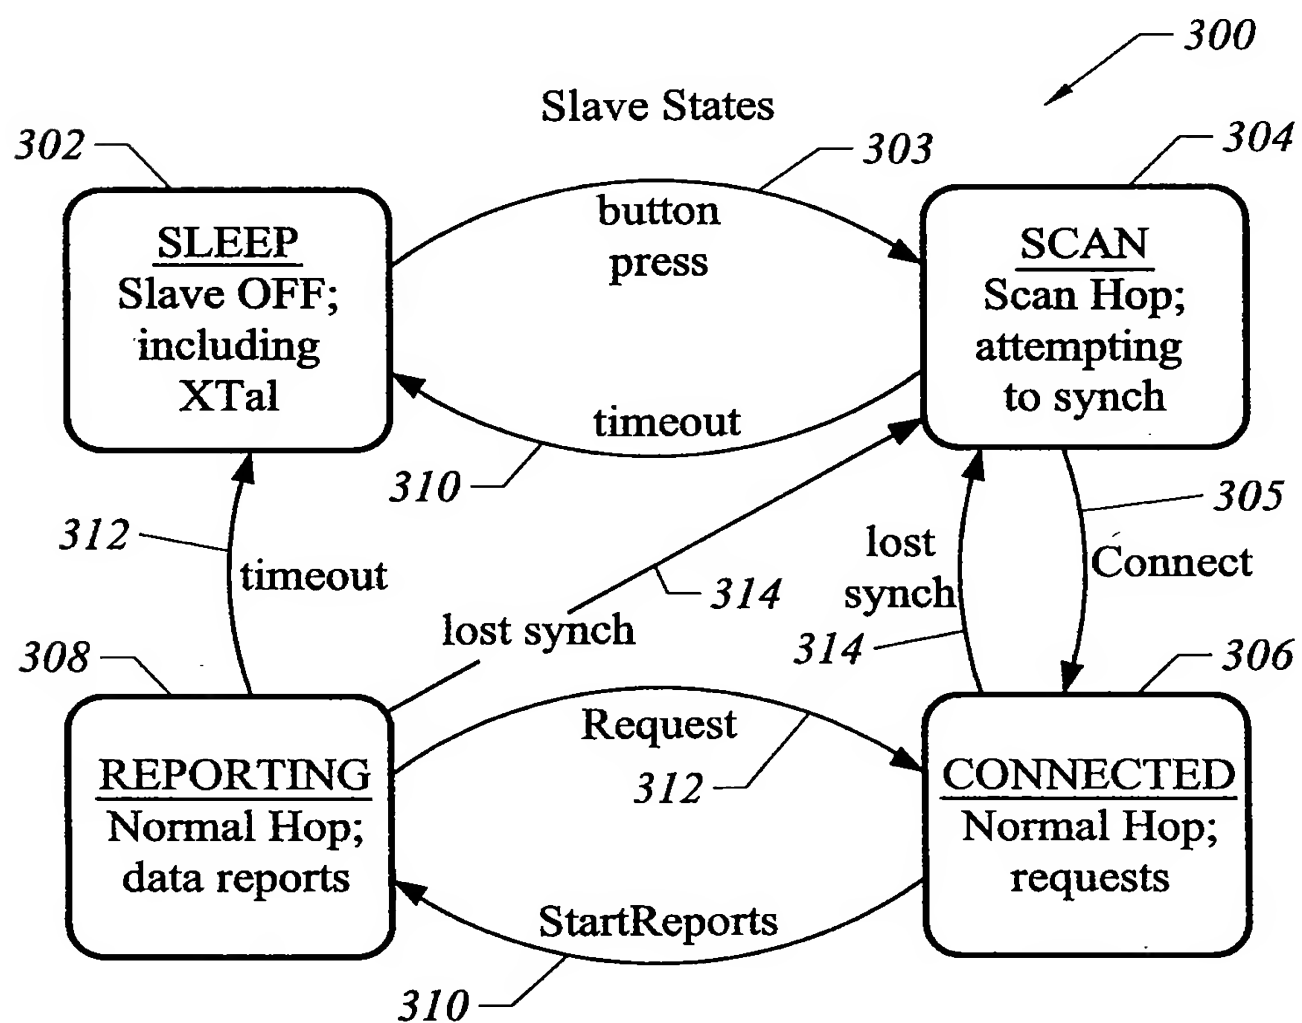 300
Slave States
302
303
304
SLEEP
Slave OFF;
including
XTal
button
press
SCAN
Scan Hop;
attempting
to synch
timeout
310
312
timeout
lost synch
314
lost
synch
314
305
Connect
308
306
REPORTING
Normal Hop;
data reports
Request
312
CONNECTED
Normal Hop;
requests
StartReports
310